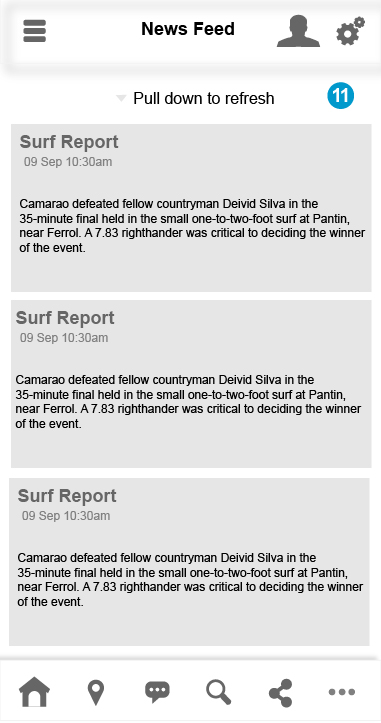 News Feed
Pull down to refresh
11
Surf Report
09 Sep 10:30am
Camarao defeated fellow countryman Deivid Silva in the
35-minute final held in the small one-to-two-foot surf at Pantin,
near Ferrol. A 7.83 righthander was critical to deciding the winner
of the event.
Surf Report
09 Sep 10:30am
Camarao defeated fellow countryman Deivid Silva in the
35-minute final held in the small one-to-two-foot surf at Pantin,
near Ferrol. A 7.83 righthander was critical to deciding the winner
of the event.
Surf Report
09 Sep 10:30am
Camarao defeated fellow countryman Deivid Silva in the
35-minute final held in the small one-to-two-foot surf at Pantin,
near Ferrol. A 7.83 righthander was critical to deciding the winner
of the event.